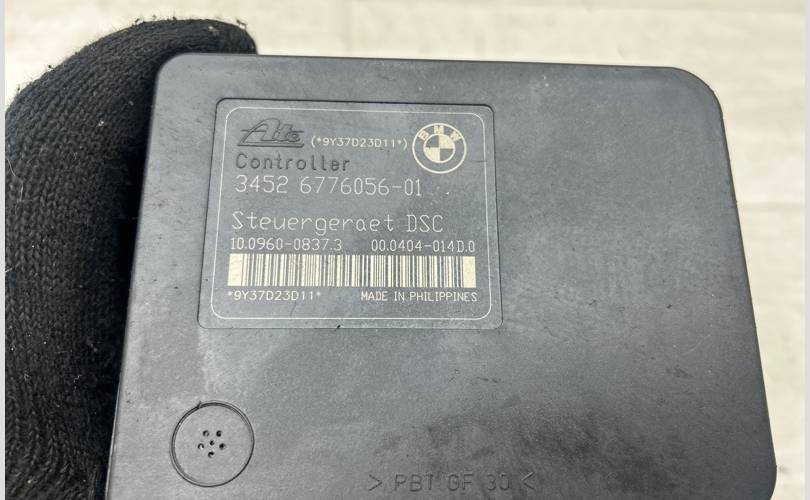 Ate (*9Y37D23D11*) BMW
Controller
3452 6776056-01
Steuergeraet DSC
10.0960-0837.3 00.0404-014D.0
*9Y37D23D11* MADE IN PHILIPPINES
> PBT GF 30 <